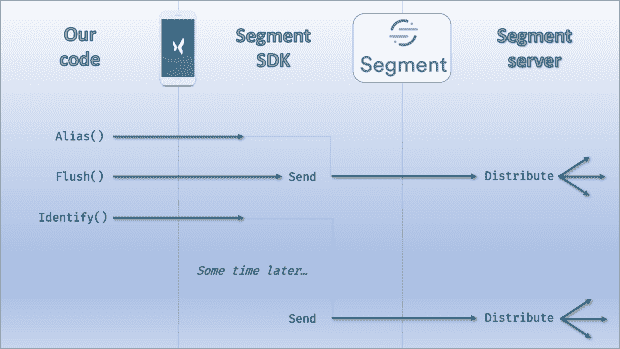 Our
code
Segment
SDK
Segment
Segment
server
Alias()
Flush()
Send
Distribute
Identify()
Some time later…
Send
Distribute